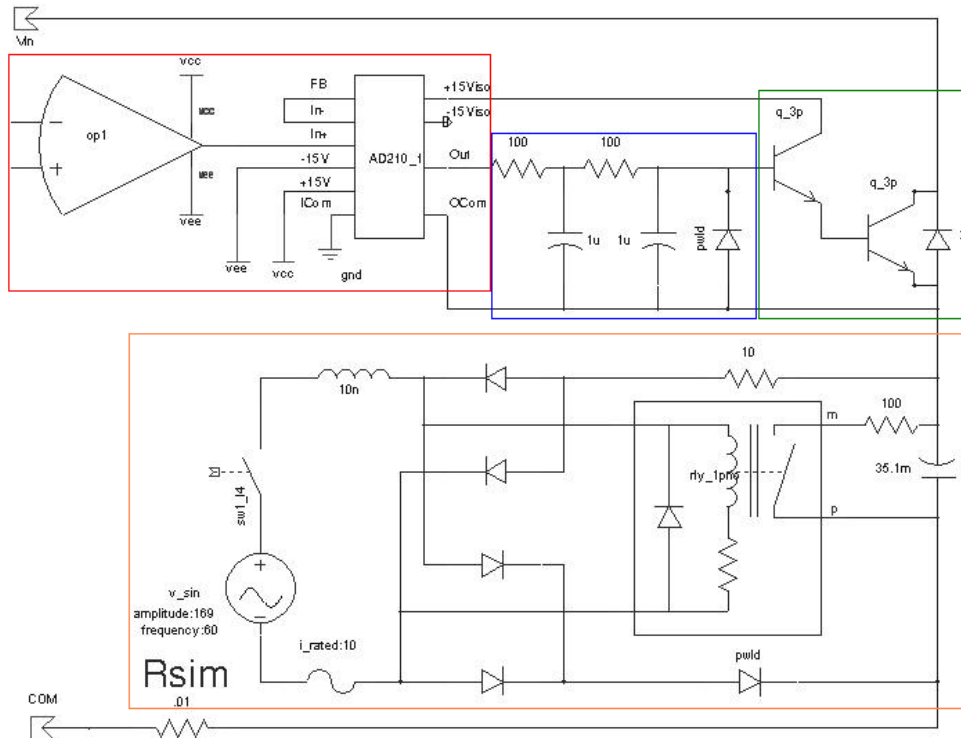 Vin
vcc
vcc
op1
vee
vee
FB
In-
In+
-15V
+15V
ICom
vee
vcc
gnd
AD210_1
+15Viso
-15Viso
Out
OCom
100
100
1u
1u
pwld
q_3p
q_3p
10n
sw1_l4
v_sin
amplitude:169
frequency:60
i_rated:10
Rsim
10
m
100
rly_1pno
35.1m
p
pwld
COM
.01